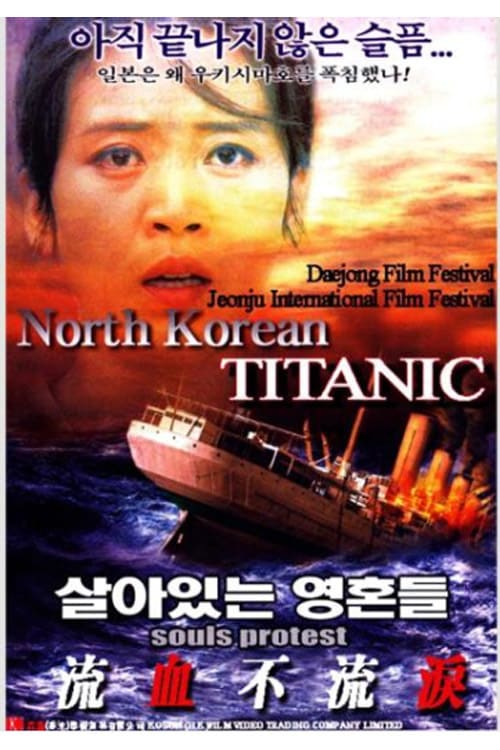 아직 끝나지 않은 슬픔...
일본은 왜 우키시마호를 폭침했나!
Daejong Film Festival
Jeonju International Film Festival
North Korean
TITANIC
살아있는 영혼들
souls protest
流血不流淚
FILM VIDEO TRADING COMPANY LIMITED